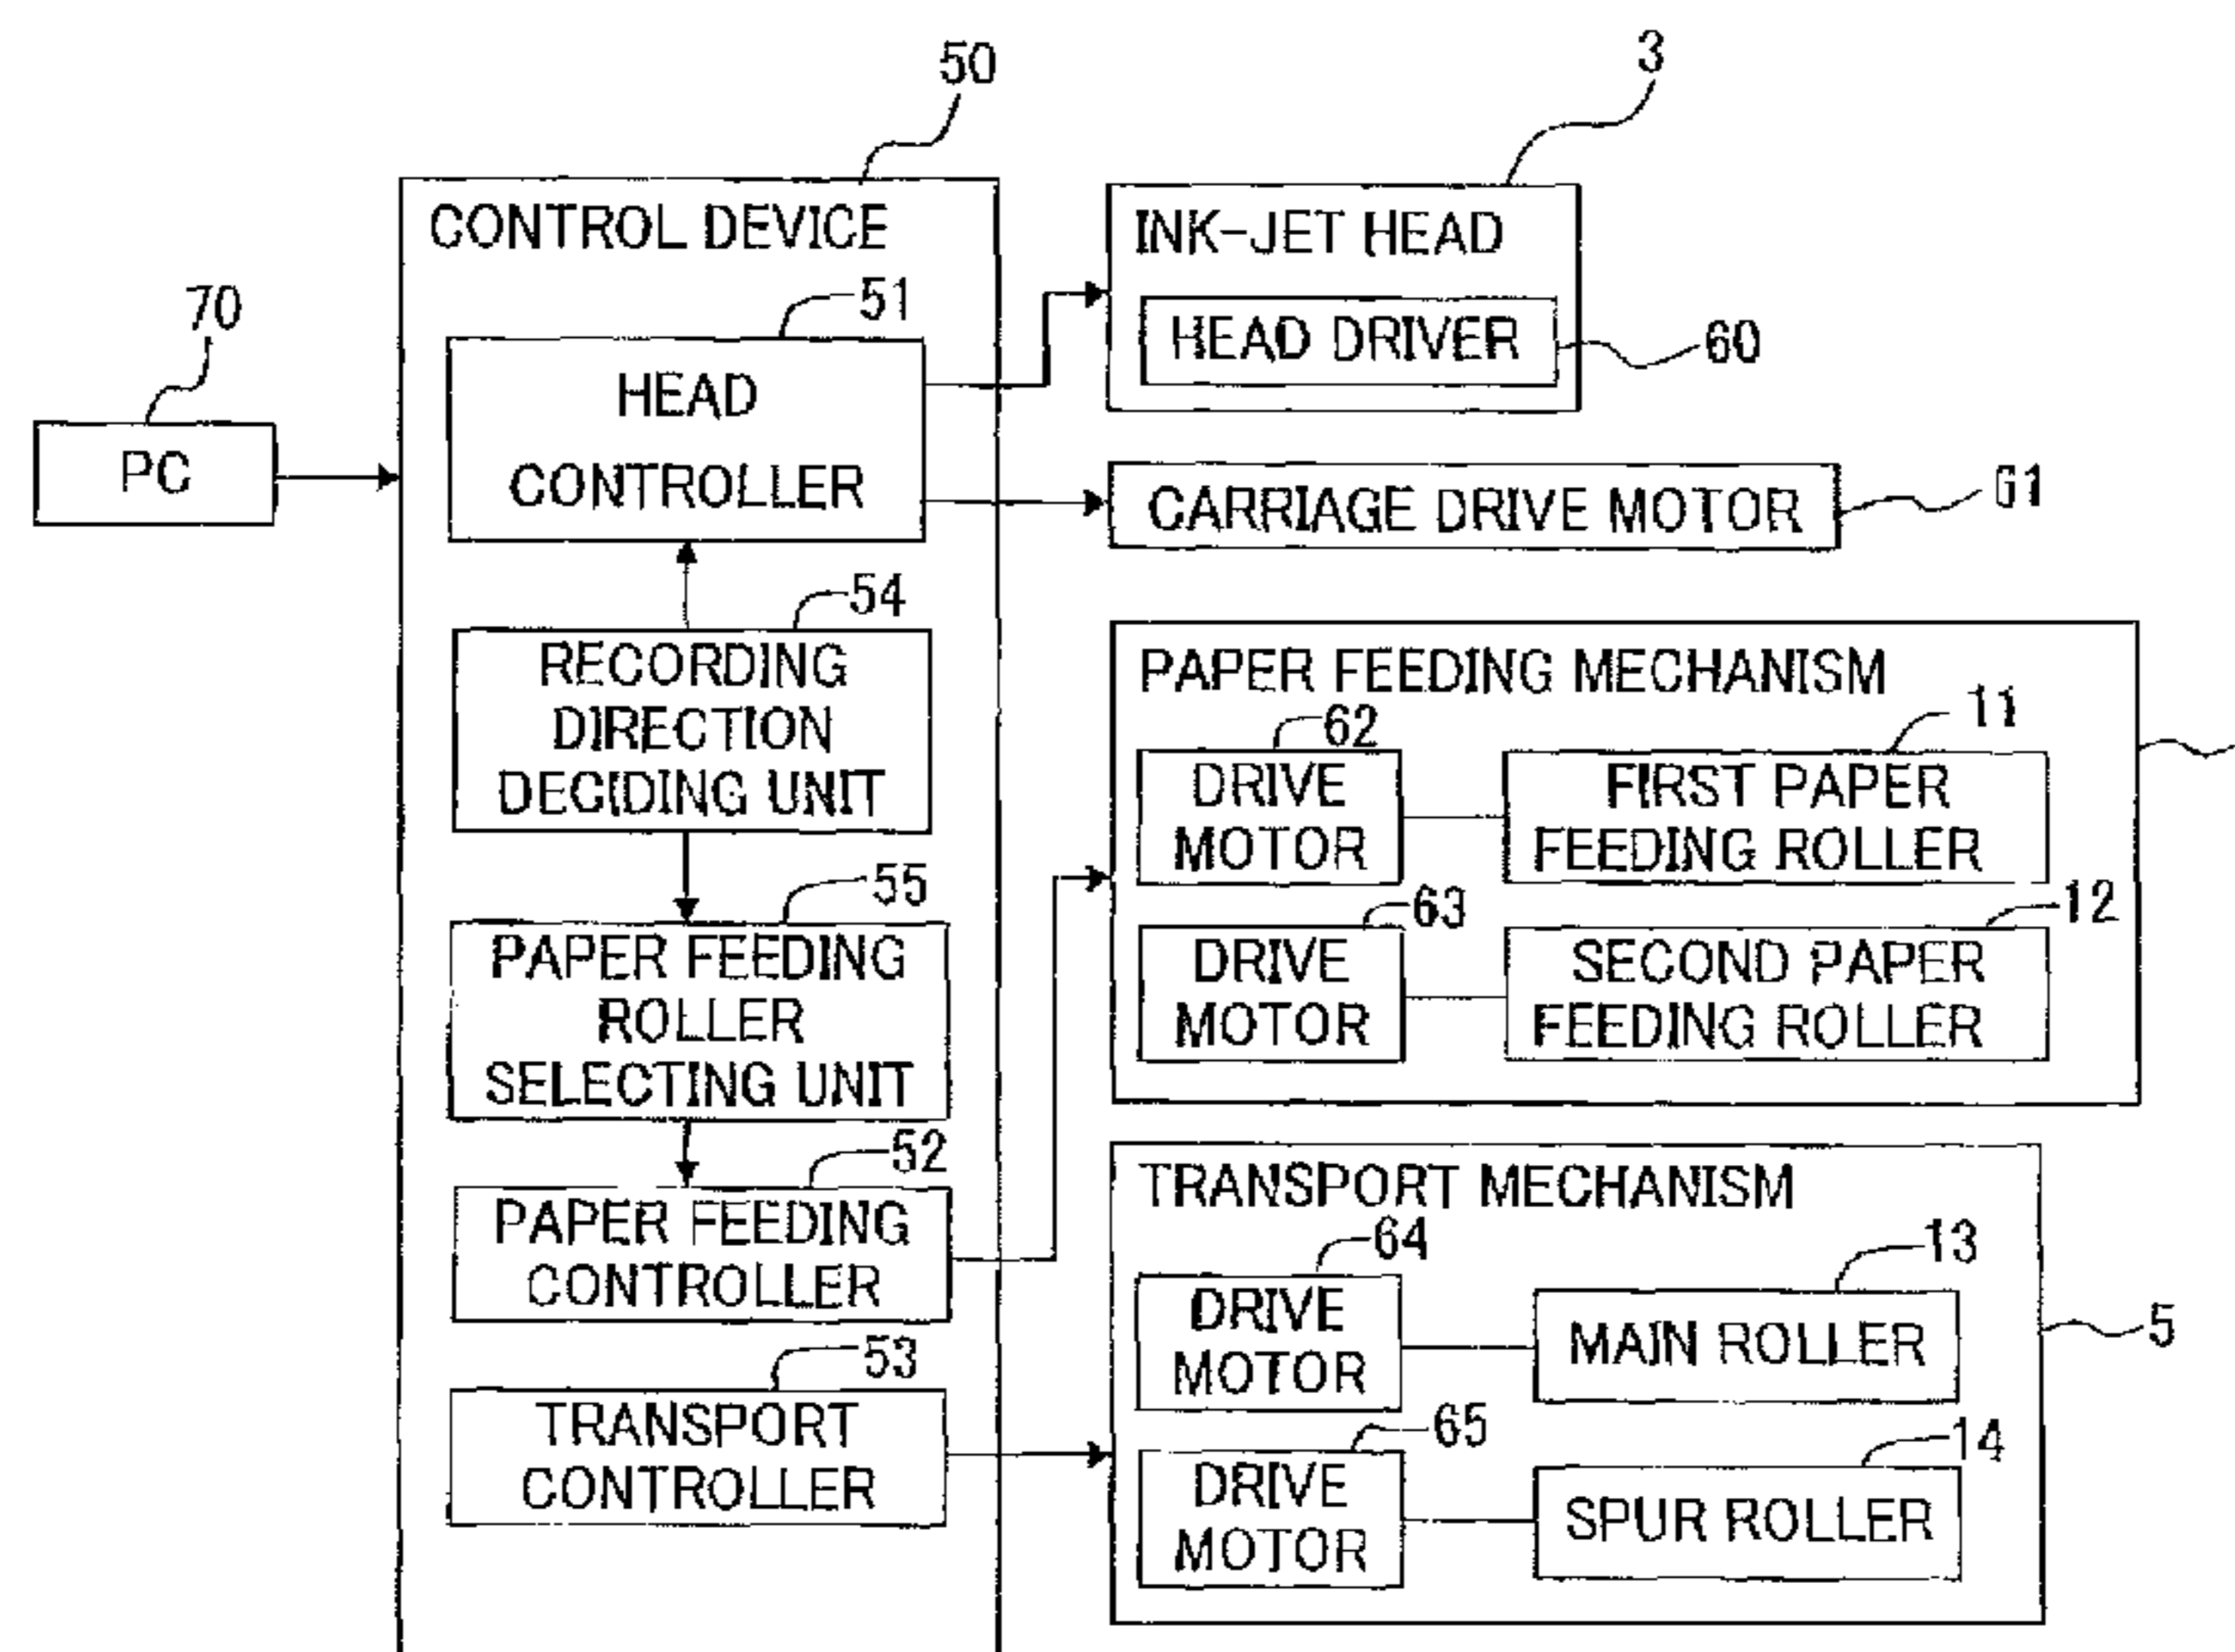 50
3
CONTROL DEVICE
INK-JET HEAD
70
51
HEAD DRIVER
60
HEAD
CONTROLLER
PC
CARRIAGE DRIVE MOTOR
61
54
RECORDING
DIRECTION
DECIDING UNIT
PAPER FEEDING MECHANISM
62
11
DRIVE
MOTOR
FIRST PAPER
FEEDING ROLLER
55
63
12
PAPER FEEDING
ROLLER
SELECTING UNIT
DRIVE
MOTOR
SECOND PAPER
FEEDING ROLLER
52
PAPER FEEDING
CONTROLLER
TRANSPORT MECHANISM
64
13
DRIVE
MOTOR
MAIN ROLLER
5
53
TRANSPORT
CONTROLLER
65
14
DRIVE
MOTOR
SPUR ROLLER